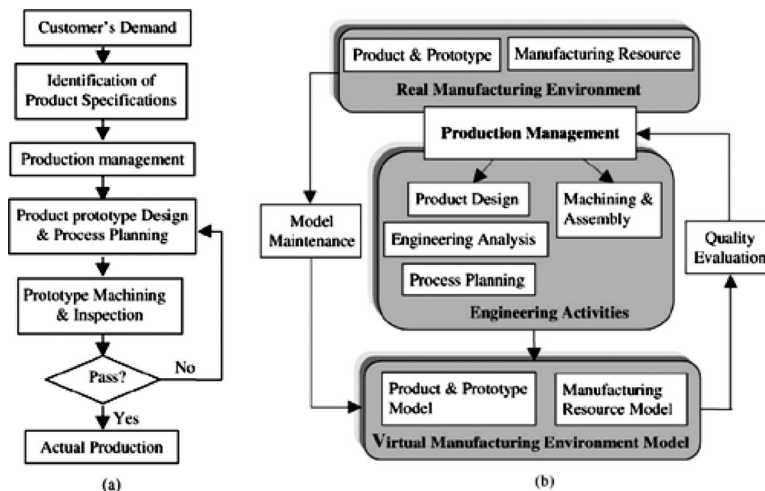 Customer's Demand
Identification of
Product Specifications
Production management
Product prototype Design
& Process Planning
Prototype Machining
& Inspection
Pass?
No
Yes
Actual Production
(a)
Product & Prototype
Manufacturing Resource
Real Manufacturing Environment
Production Management
Product Design
Machining &
Assembly
Engineering Analysis
Process Planning
Engineering Activities
Model
Maintenance
Quality
Evaluation
Product & Prototype
Model
Manufacturing
Resource Model
Virtual Manufacturing Environment Model
(b)